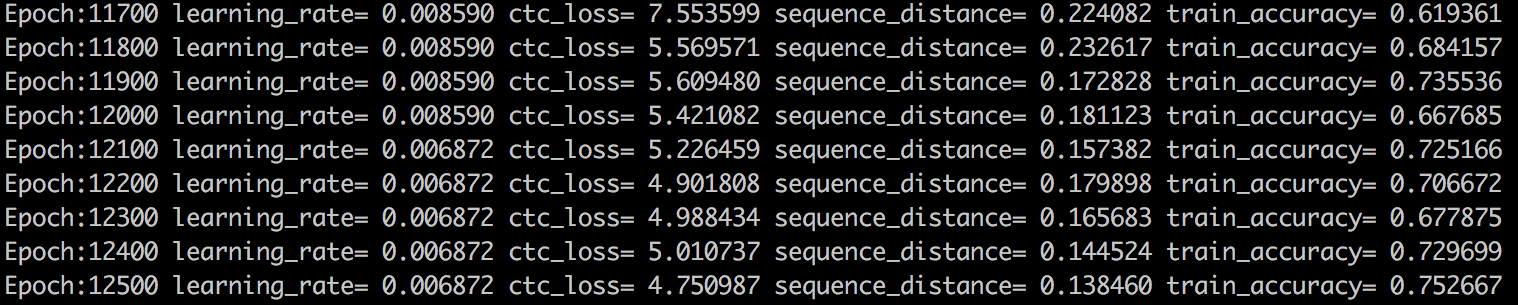 Epoch:11700 learning_rate= 0.008590 ctc_loss= 7.553599 sequence_distance= 0.224082 train_accuracy= 0.619361
Epoch:11800 learning_rate= 0.008590 ctc_loss= 5.569571 sequence_distance= 0.232617 train_accuracy= 0.684157
Epoch:11900 learning_rate= 0.008590 ctc_loss= 5.609480 sequence_distance= 0.172828 train_accuracy= 0.735536
Epoch:12000 learning_rate= 0.008590 ctc_loss= 5.421082 sequence_distance= 0.181123 train_accuracy= 0.667685
Epoch:12100 learning_rate= 0.006872 ctc_loss= 5.226459 sequence_distance= 0.157382 train_accuracy= 0.725166
Epoch:12200 learning_rate= 0.006872 ctc_loss= 4.901808 sequence_distance= 0.179898 train_accuracy= 0.706672
Epoch:12300 learning_rate= 0.006872 ctc_loss= 4.988434 sequence_distance= 0.165683 train_accuracy= 0.677875
Epoch:12400 learning_rate= 0.006872 ctc_loss= 5.010737 sequence_distance= 0.144524 train_accuracy= 0.729699
Epoch:12500 learning_rate= 0.006872 ctc_loss= 4.750987 sequence_distance= 0.138460 train_accuracy= 0.752667